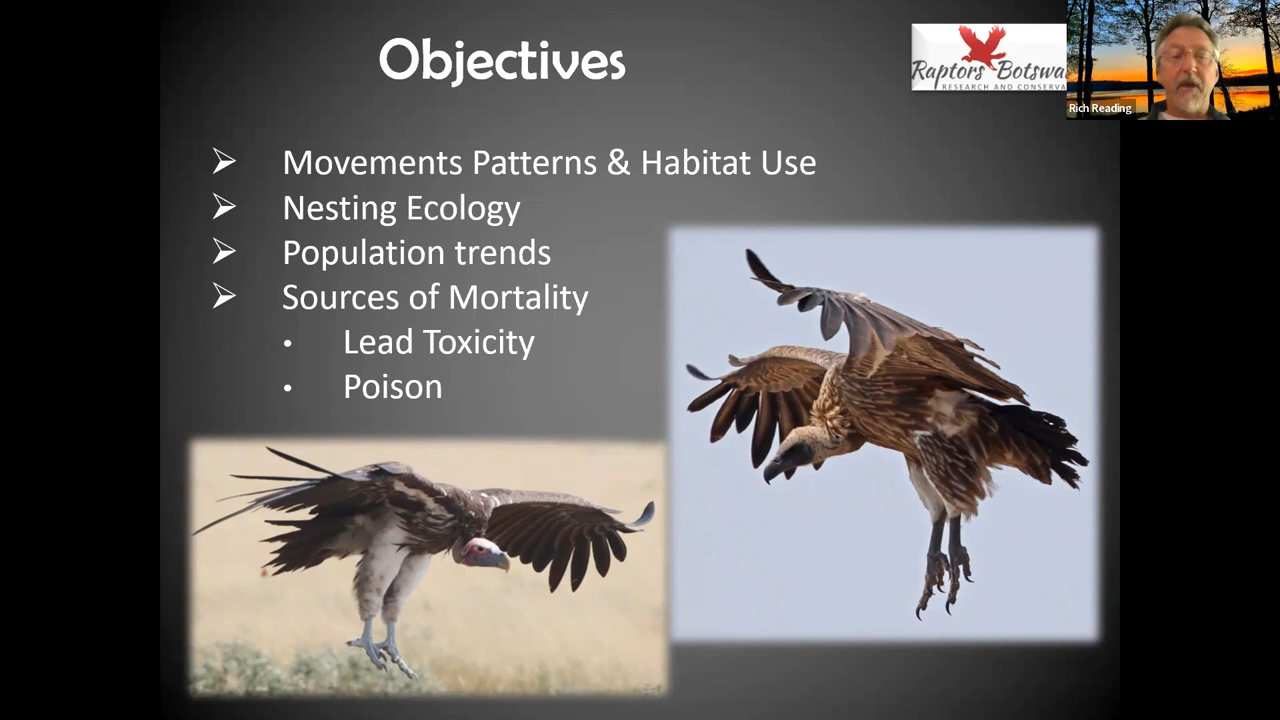 Objectives
Raptors Botswa
RESEARCH AND CONSERVA
Rich Reading
➢ Movements Patterns & Habitat Use
➢ Nesting Ecology
➢ Population trends
➢ Sources of Mortality
• Lead Toxicity
• Poison